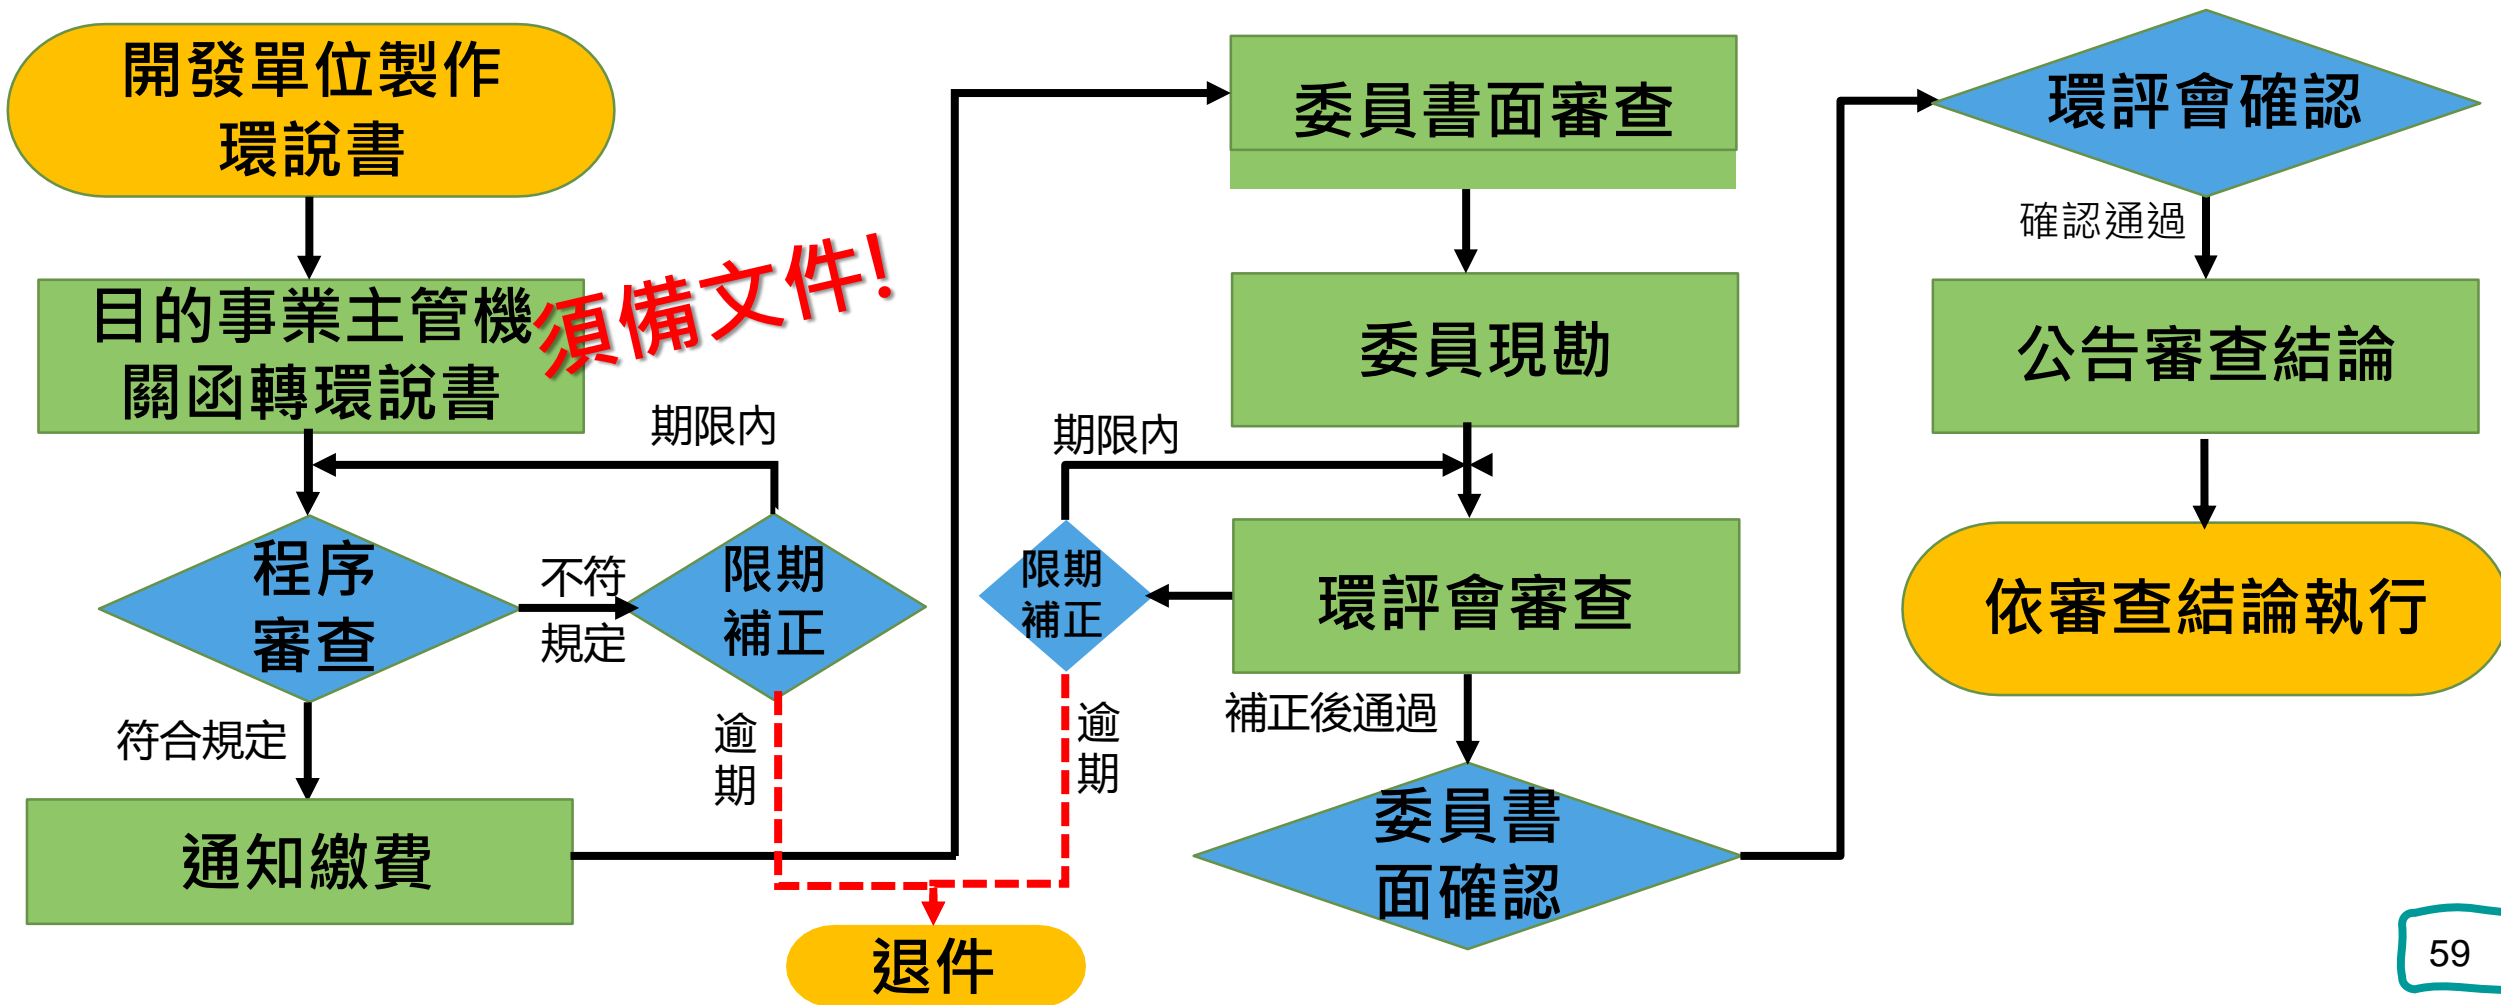 開發單位製作
環說書
目的事業主管機
關函轉環說書
須備文件!
期限內
程序
審查
不符
規定
限期
補正
符合規定
逾
期
通知繳費
退件
委員書面審查
委員現勘
期限內
限期
補正
環評會審查
逾
期
補正後通過
委員書
面確認
環評會確認
確認通過
公告審查結論
依審查結論執行
59